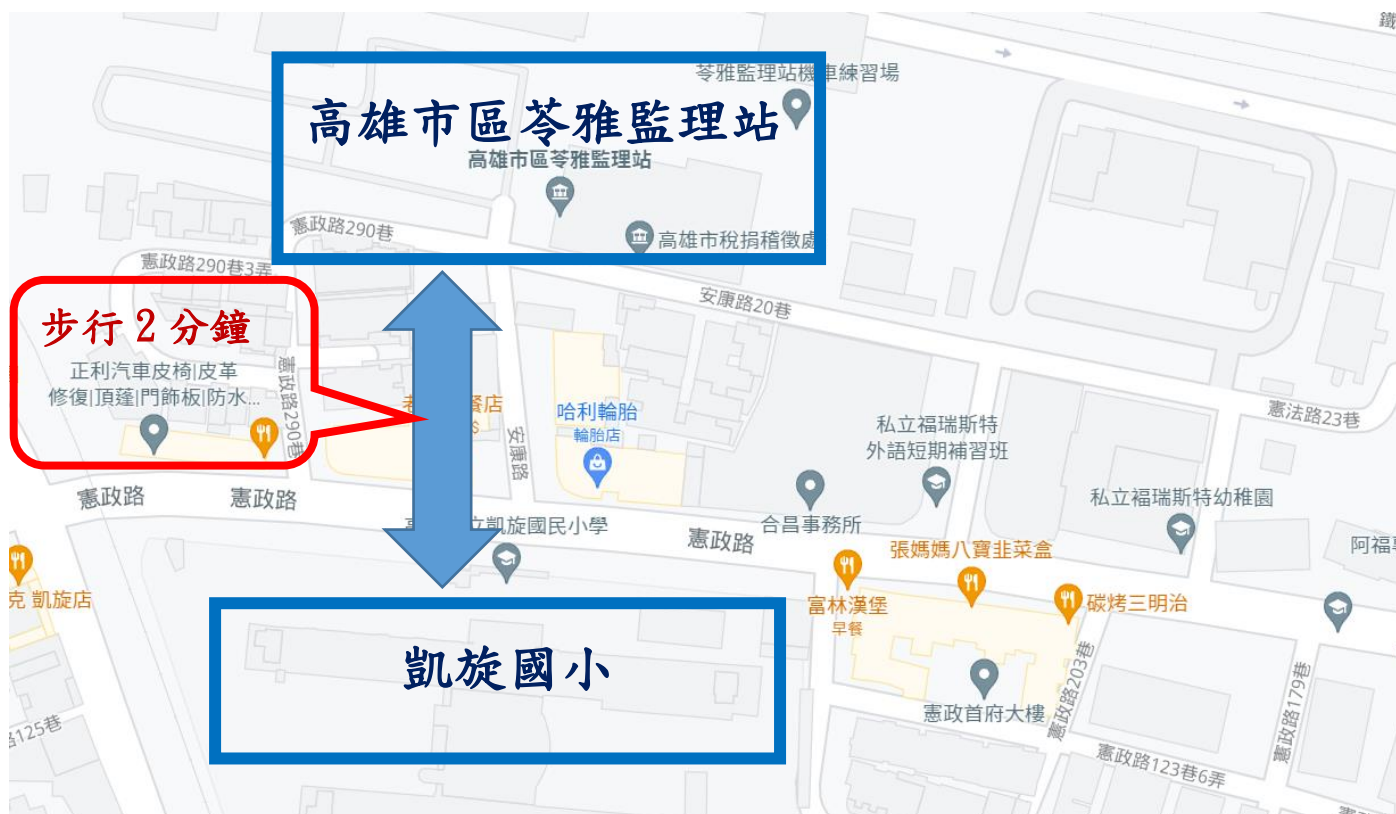 鐵
苓雅監理站機車練習場
高雄市區苓雅監理站
高雄市區苓雅監理站
憲政路290巷
高雄市稅捐稽徵處
憲政路290巷3弄
安康路20巷
步行2分鐘
正利汽車皮椅|皮革
修復|頂蓬|門飾板|防水...
憲政路290巷
餐店
安康路
哈利輪胎
輪胎店
私立福瑞斯特
外語短期補習班
憲法路23巷
憲政路
憲政路
立凱旋國民小學
憲政路
合昌事務所
私立福瑞斯特幼稚園
張媽媽八寶韭菜盒
阿福
克 凱旋店
富林漢堡
早餐
碳烤三明治
凱旋國小
憲政首府大樓
憲政路203巷
憲政路179巷
125巷
憲政路123巷6弄